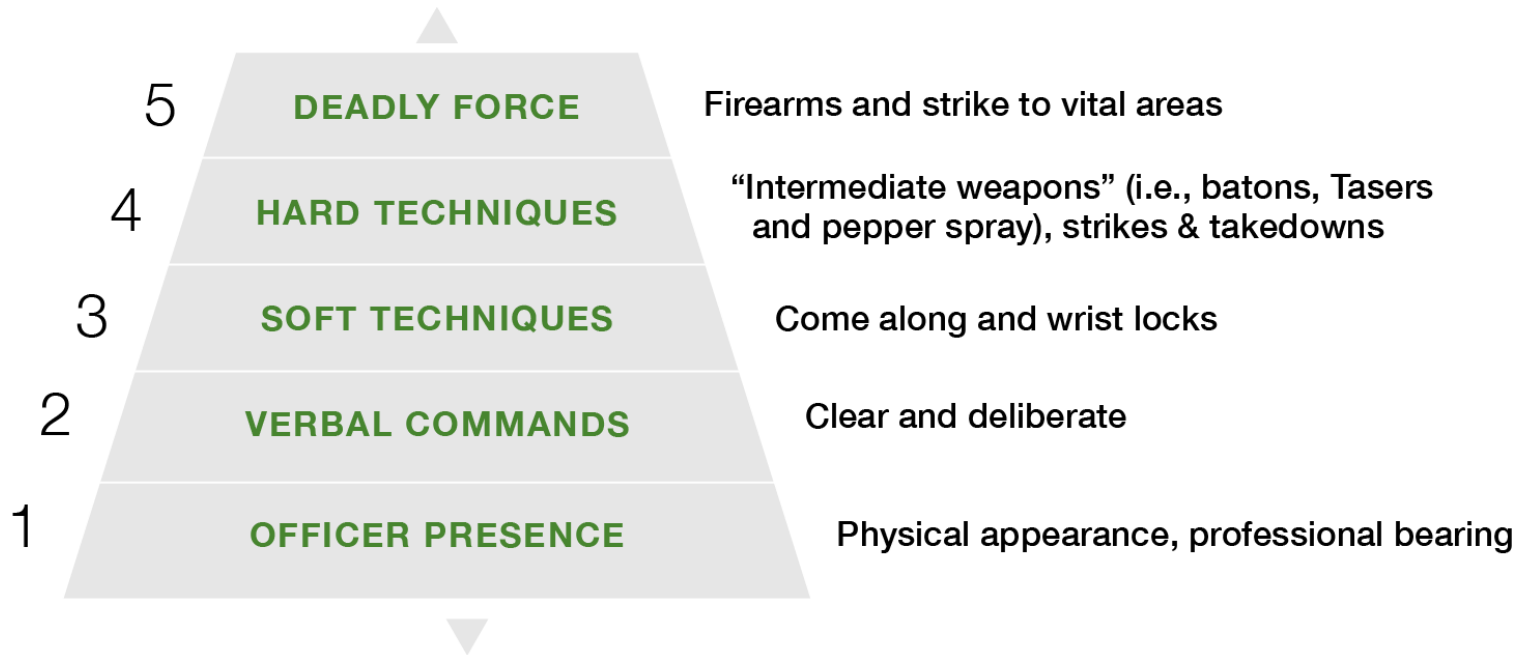 5 DEADLY FORCE Firearms and strike to vital areas
4 HARD TECHNIQUES “Intermediate weapons” (i.e., batons, Tasers
and pepper spray), strikes & takedowns
3 SOFT TECHNIQUES Come along and wrist locks
2 VERBAL COMMANDS Clear and deliberate
1 OFFICER PRESENCE Physical appearance, professional bearing